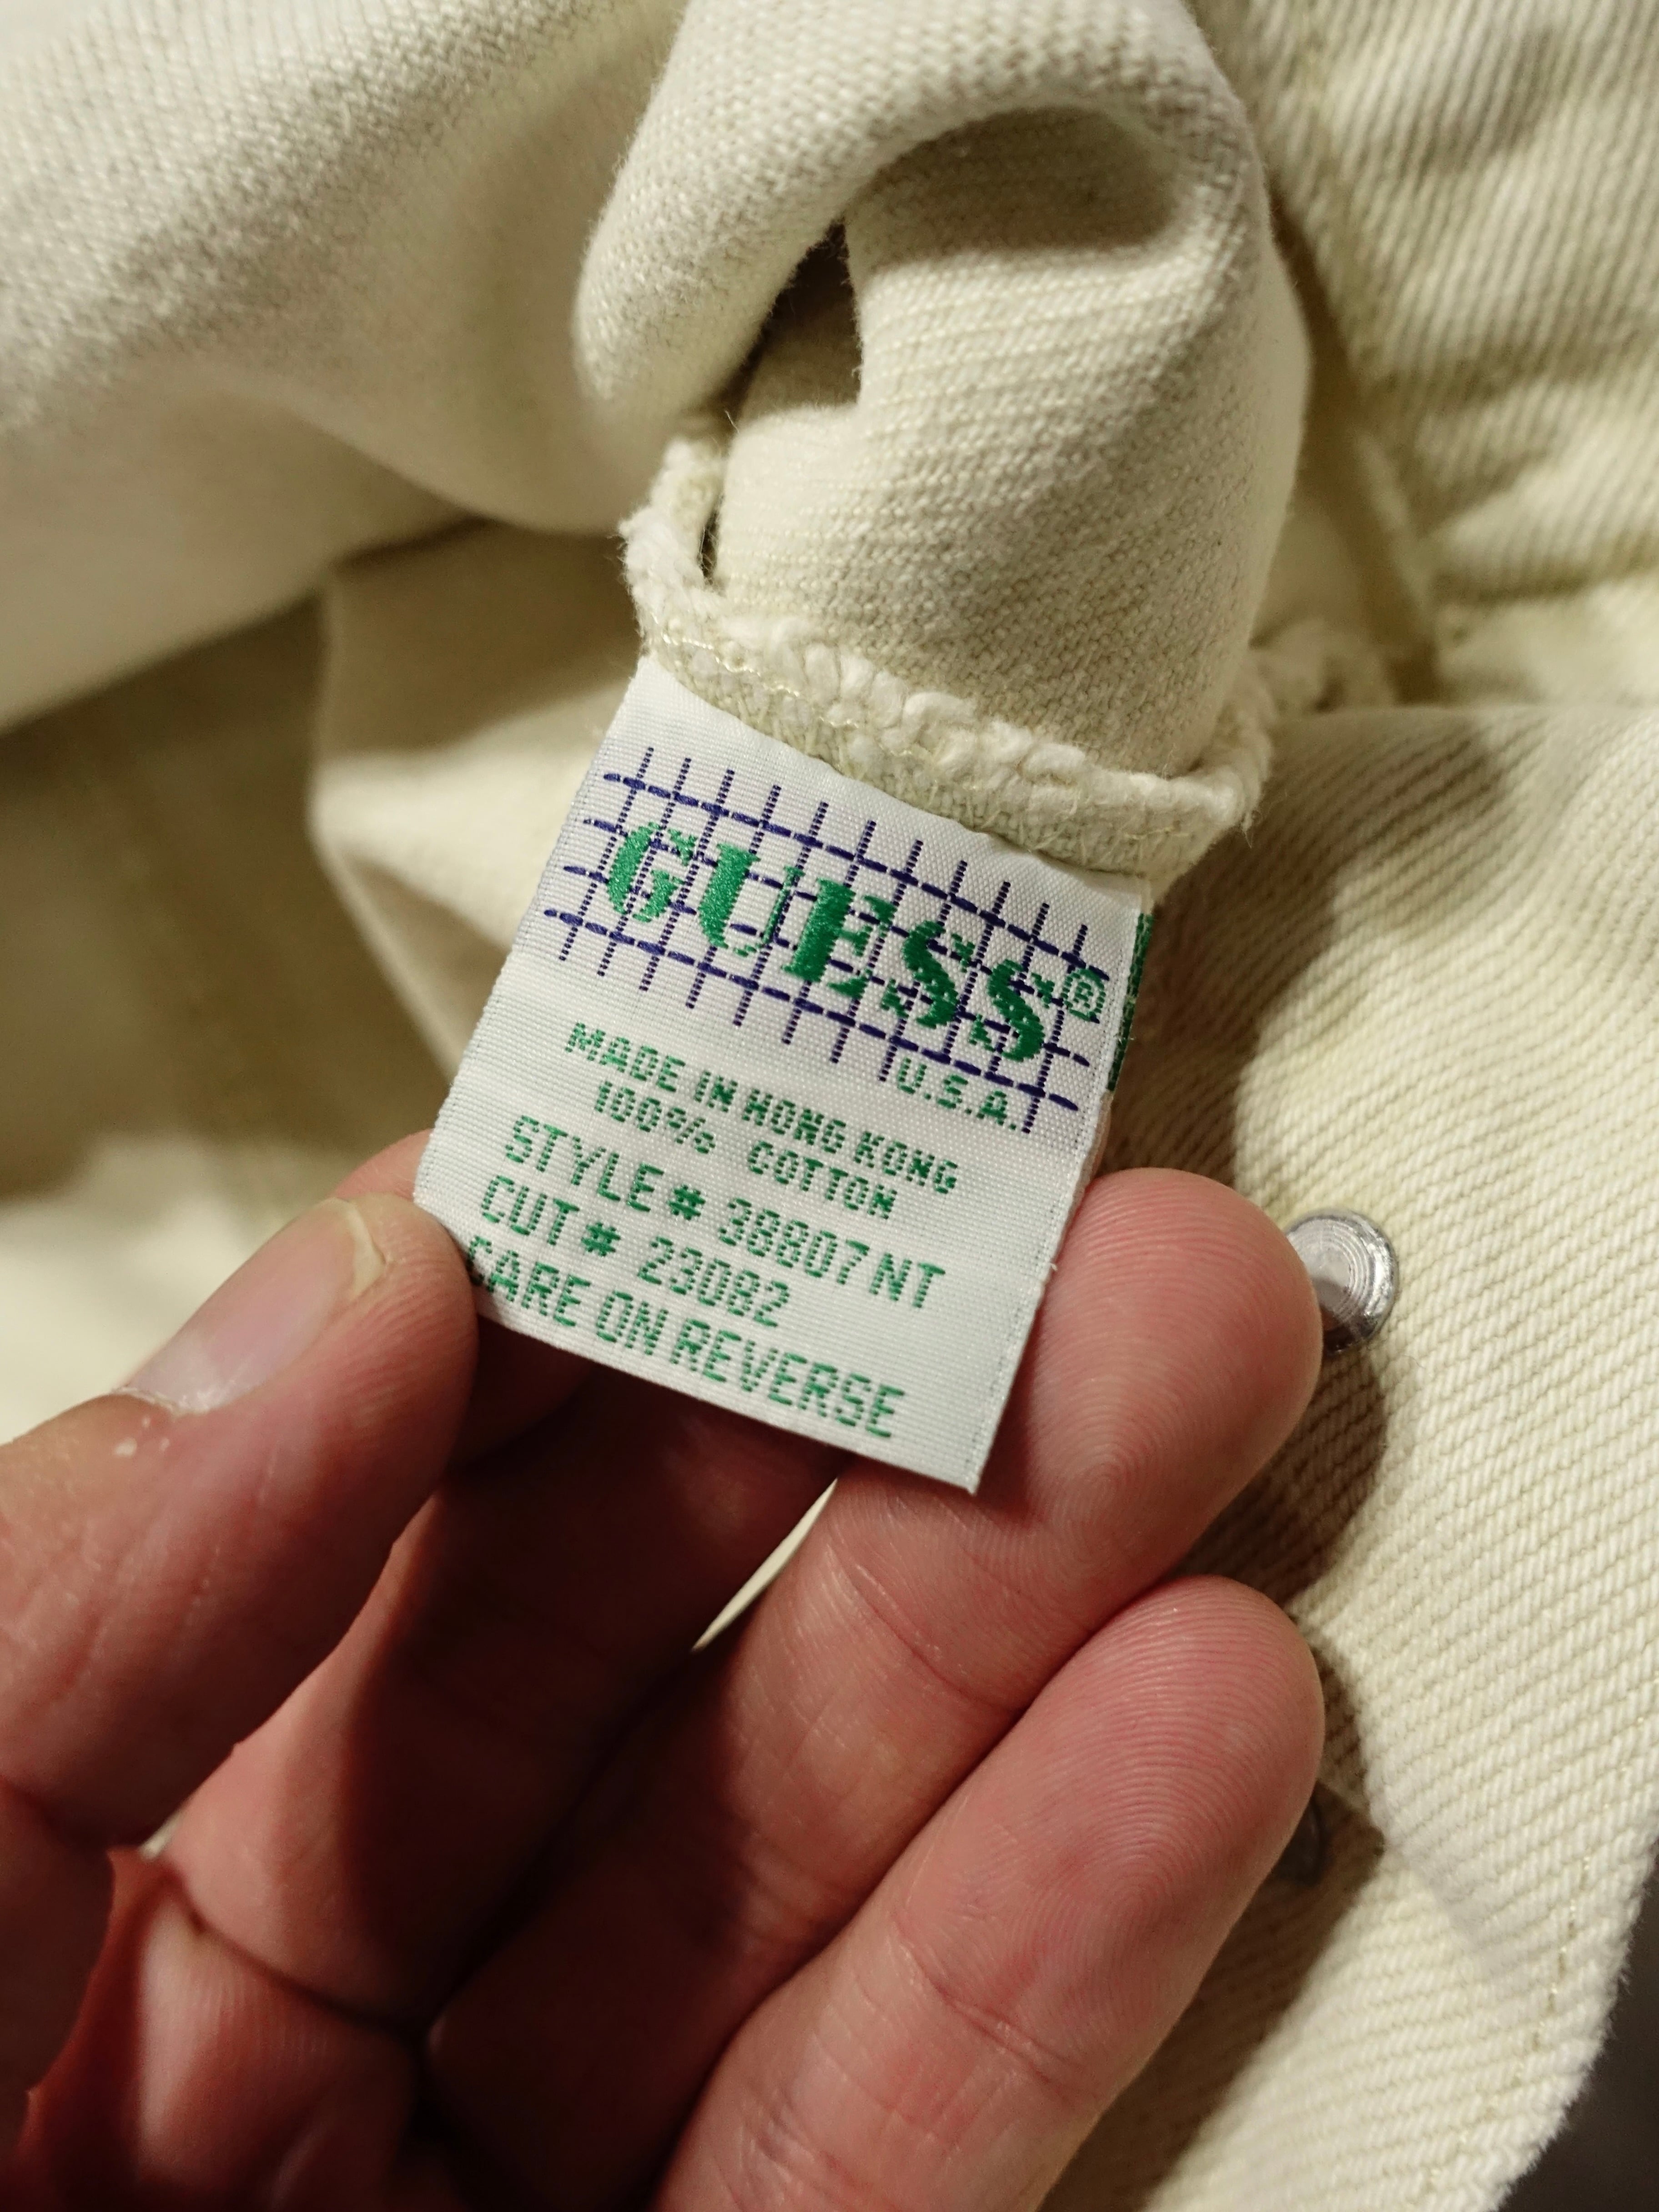 GUESS®
U.S.A.
MADE IN HONG KONG
100% COTTON
STYLE # 38807 NT
CUT # 23082
CARE ON REVERSE